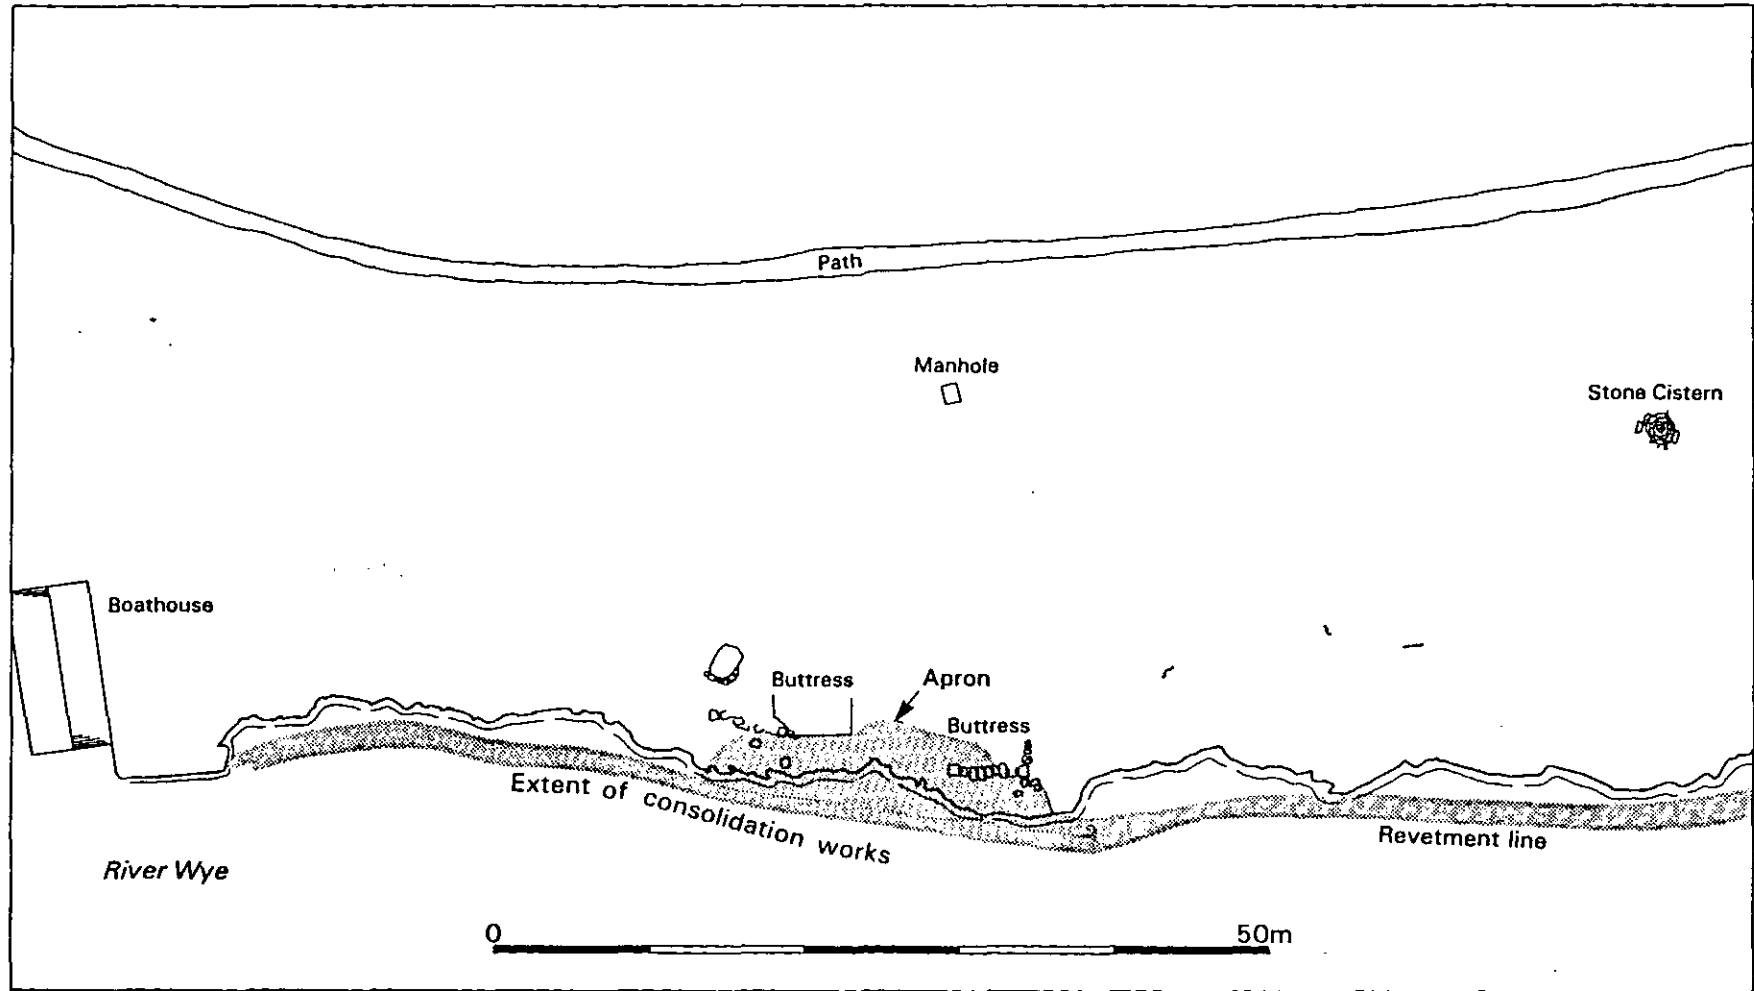 Path
Manhole
Stone Cistern
Boathouse
Buttress
Apron
Buttress
Extent of consolidation works
Revetment line
River Wye
0 50m